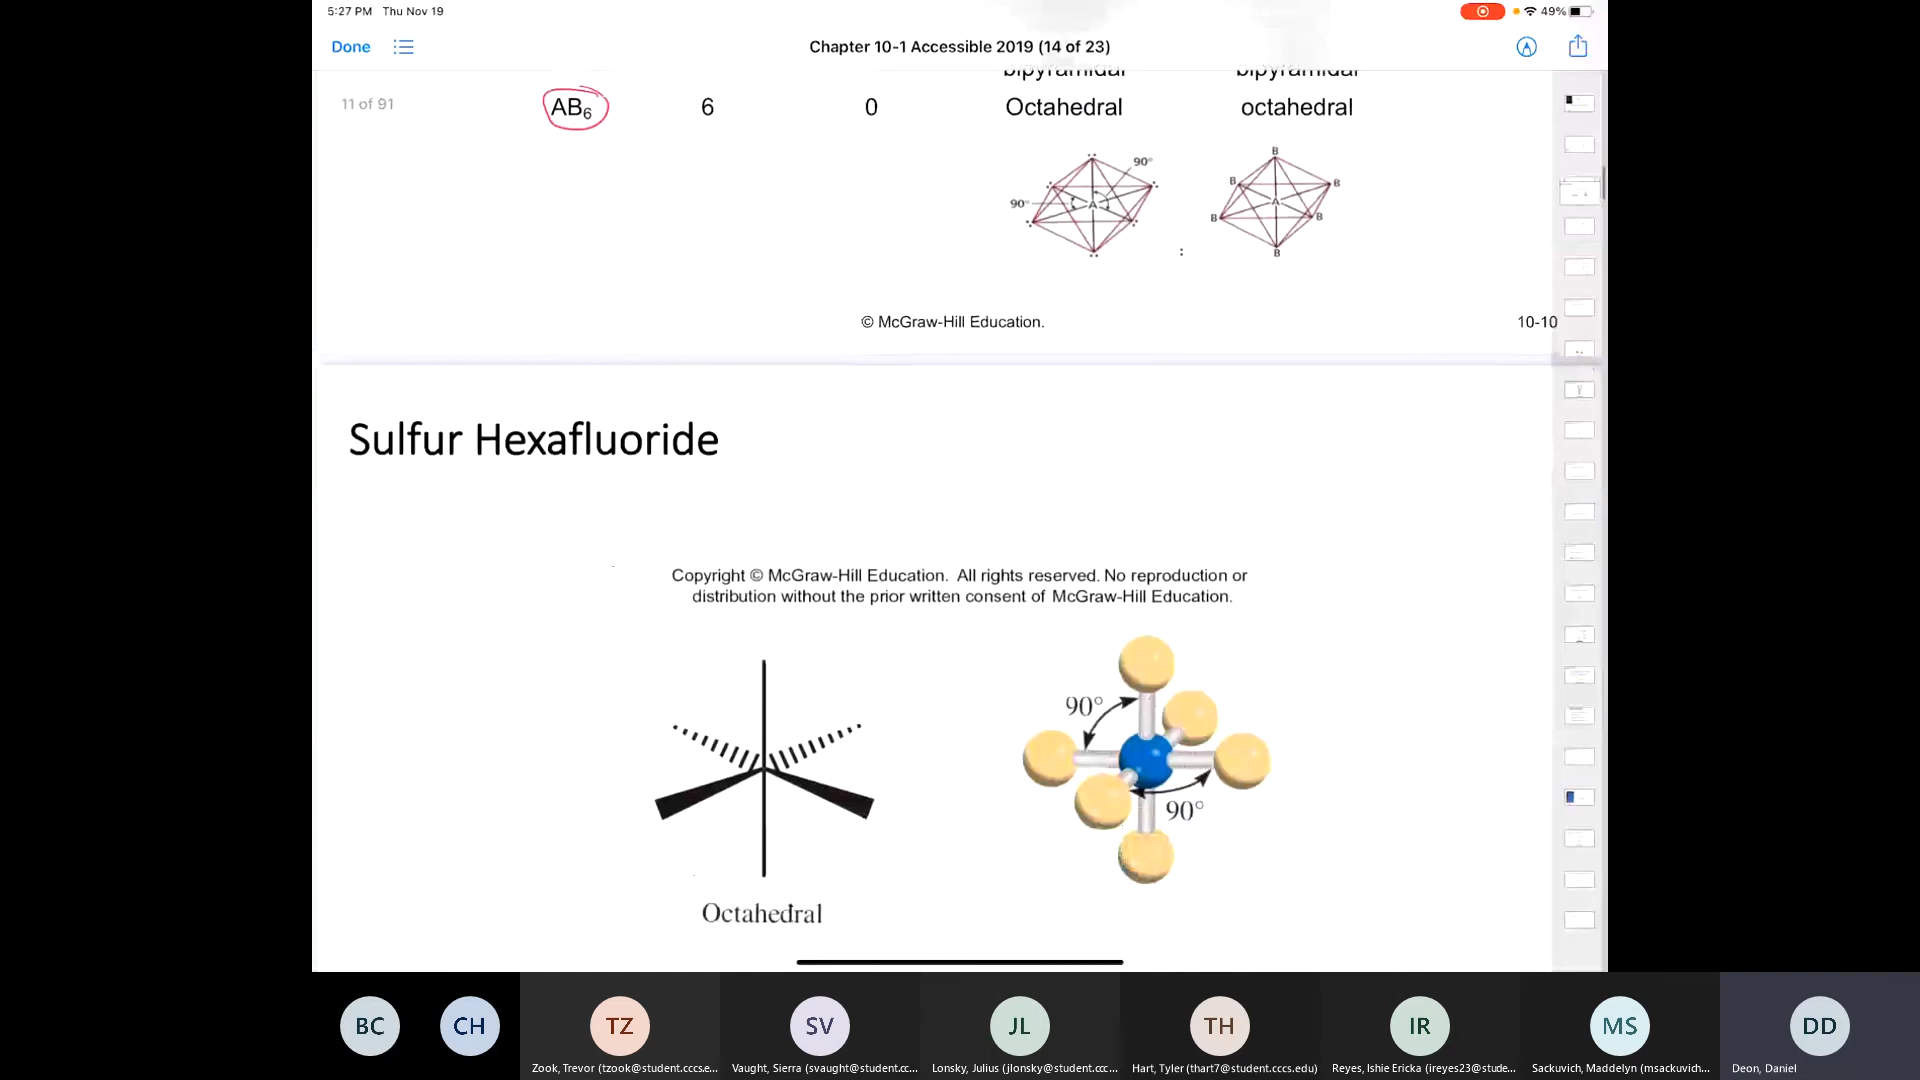 5:27 PM Thu Nov 19
49%
Done
Chapter 10-1 Accessible 2019 (14 of 23)
bipyramidal bipyramidal
11 of 91
AB₆ 6 0 Octahedral octahedral
90°
90°
A
B
B
B
A
B
B
B
:
© McGraw-Hill Education.
10-10
Sulfur Hexafluoride
Copyright © McGraw-Hill Education. All rights reserved. No reproduction or
distribution without the prior written consent of McGraw-Hill Education.
90°
90°
Octahedral
BC CH TZ SV JL TH IR MS DD
Zook, Trevor (tzook@student.cccs.e... Vaught, Sierra (svaught@student.cc... Lonsky, Julius (jlonsky@student.ccc... Hart, Tyler (thart7@student.cccs.edu) Reyes, Ishie Ericka (ireyes23@stude... Sackuvich, Maddelyn (msackuvich... Deon, Daniel